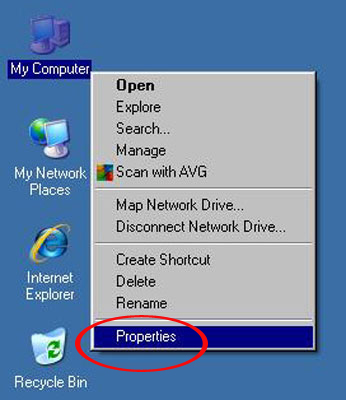 My Computer
Open
Explore
Search...
Manage
Scan with AVG
Map Network Drive...
Disconnect Network Drive...
Create Shortcut
Delete
Rename
Properties
My Network
Places
Internet
Explorer
Recycle Bin